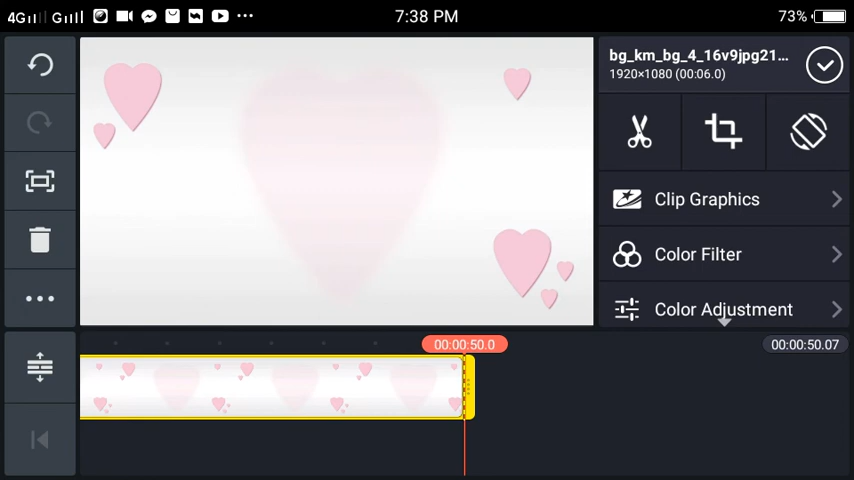 4G G 7:38 PM 73%
bg_km_bg_4_16v9jpg21...
1920×1080 (00:06.0)
Clip Graphics
Color Filter
Color Adjustment
00:00:50.0 00:00:50.07